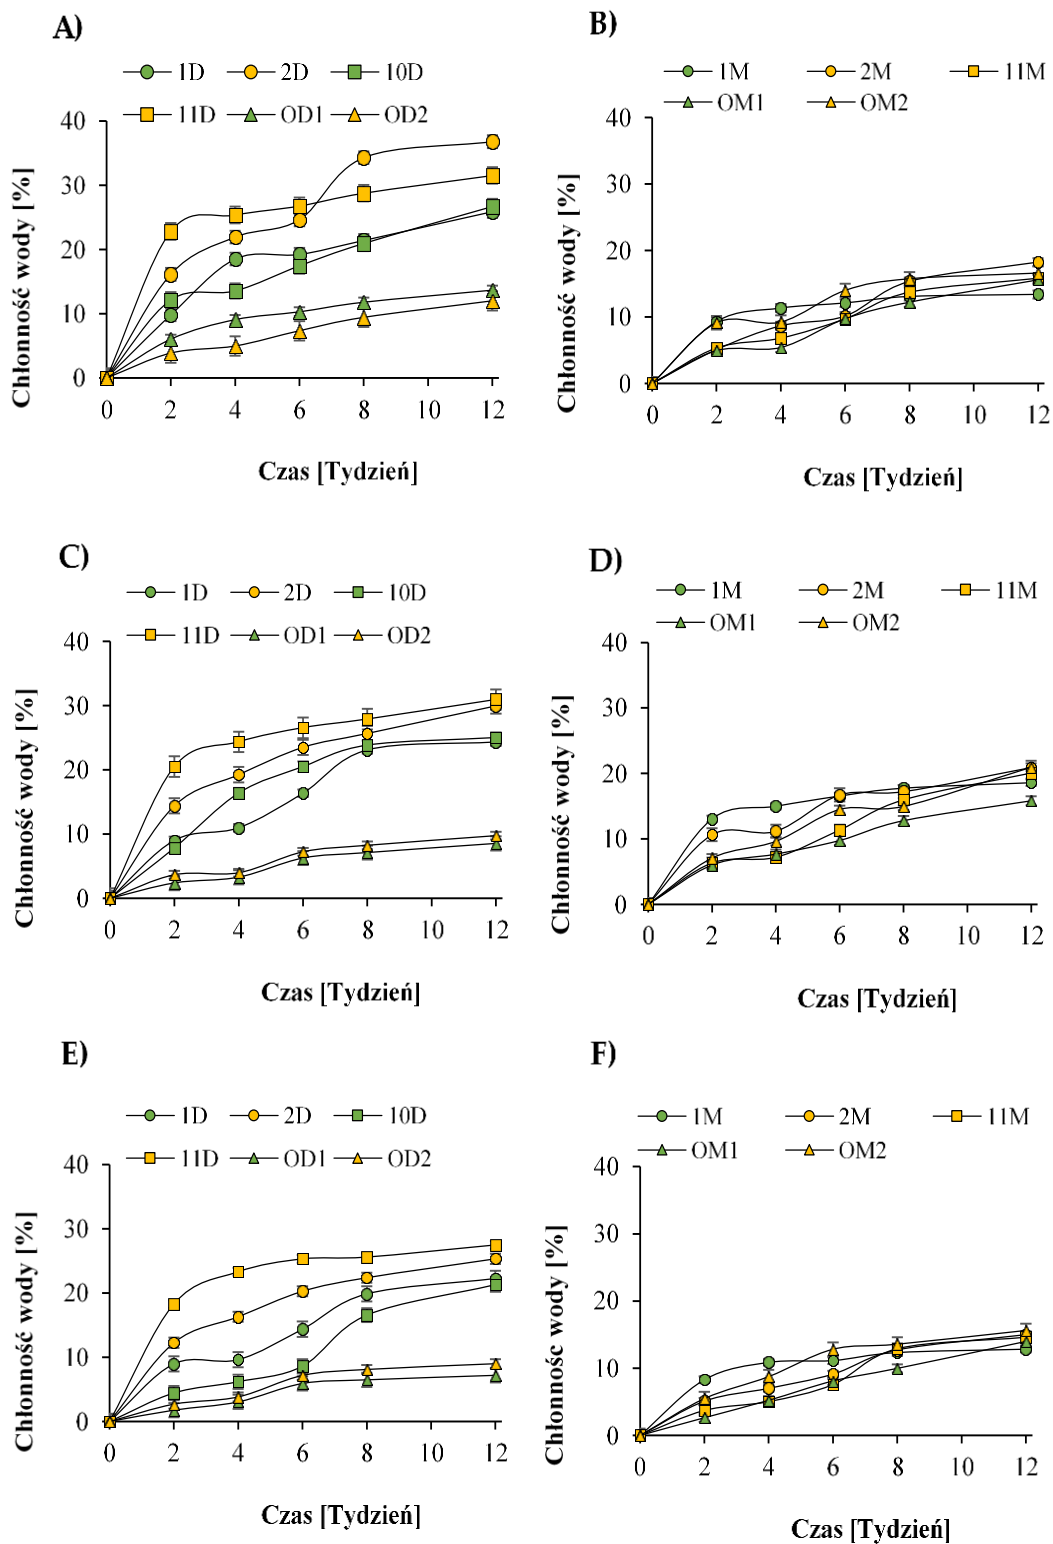 A)
1D 2D 10D
11D OD1 OD2
Chłonność wody [%]
40
30
20
10
0
0 2 4 6 8 10 12
Czas [Tydzień]
B)
1M 2M 11M
OM1 OM2
Chłonność wody [%]
40
30
20
10
0
0 2 4 6 8 10 12
Czas [Tydzień]
C)
1D 2D 10D
11D OD1 OD2
Chłonność wody [%]
40
30
20
10
0
0 2 4 6 8 10 12
Czas [Tydzień]
D)
1M 2M 11M
OM1 OM2
Chłonność wody [%]
40
30
20
10
0
0 2 4 6 8 10 12
Czas [Tydzień]
E)
1D 2D 10D
11D OD1 OD2
Chłonność wody [%]
40
30
20
10
0
0 2 4 6 8 10 12
Czas [Tydzień]
F)
1M 2M 11M
OM1 OM2
Chłonność wody [%]
40
30
20
10
0
0 2 4 6 8 10 12
Czas [Tydzień]